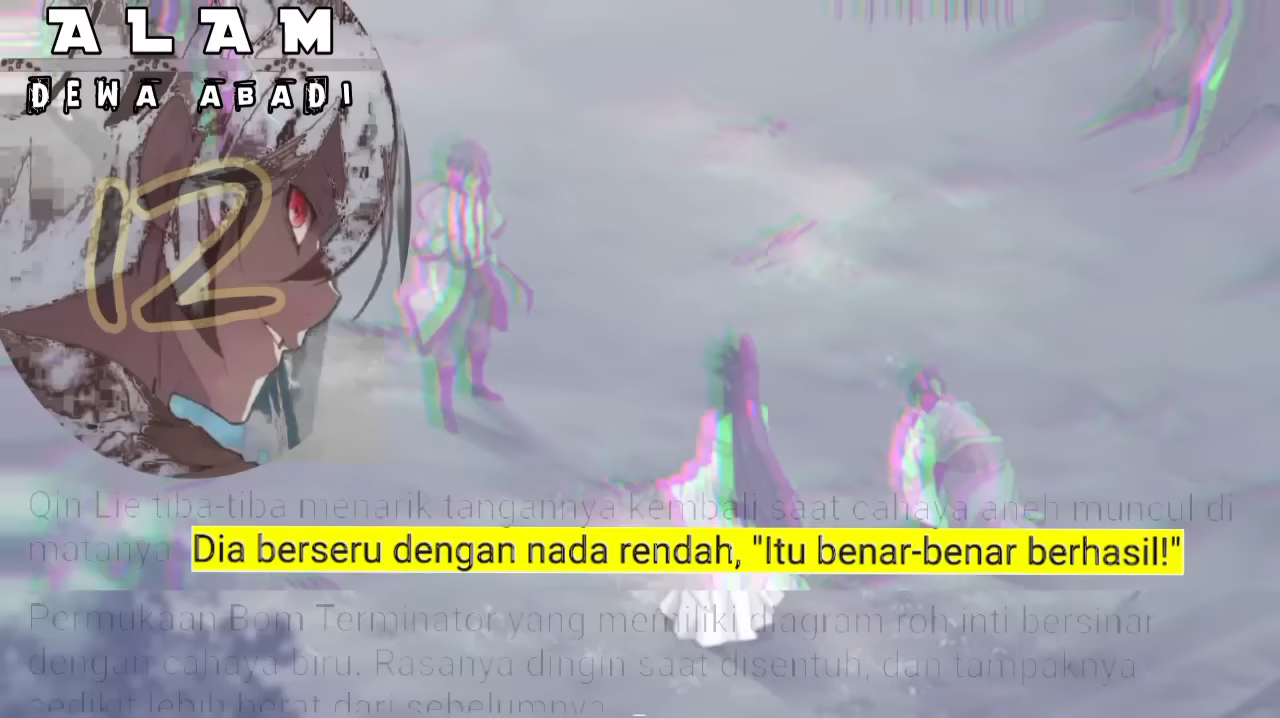 ALAM
DEWA ABADI
12
Qin Lie tiba-tiba menarik tangannya kembali saat cahaya aneh muncul di
matanya. Dia berseru dengan nada rendah, "Itu benar-benar berhasil!"
Permukaan Bom Terminator yang memiliki diagram roh inti bersinar
dengan cahaya biru. Rasanya dingin saat disentuh, dan tampaknya
sedikit lebih berat dari sebelumnya.